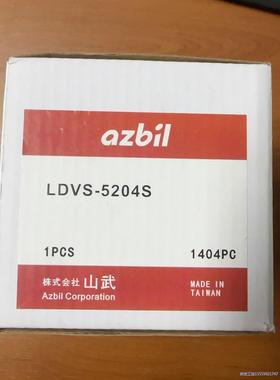 azbil
LDVS-5204S
1PCS 1404PC
株式会社 山武 MADE IN
Azbil Corporation TAIWAN